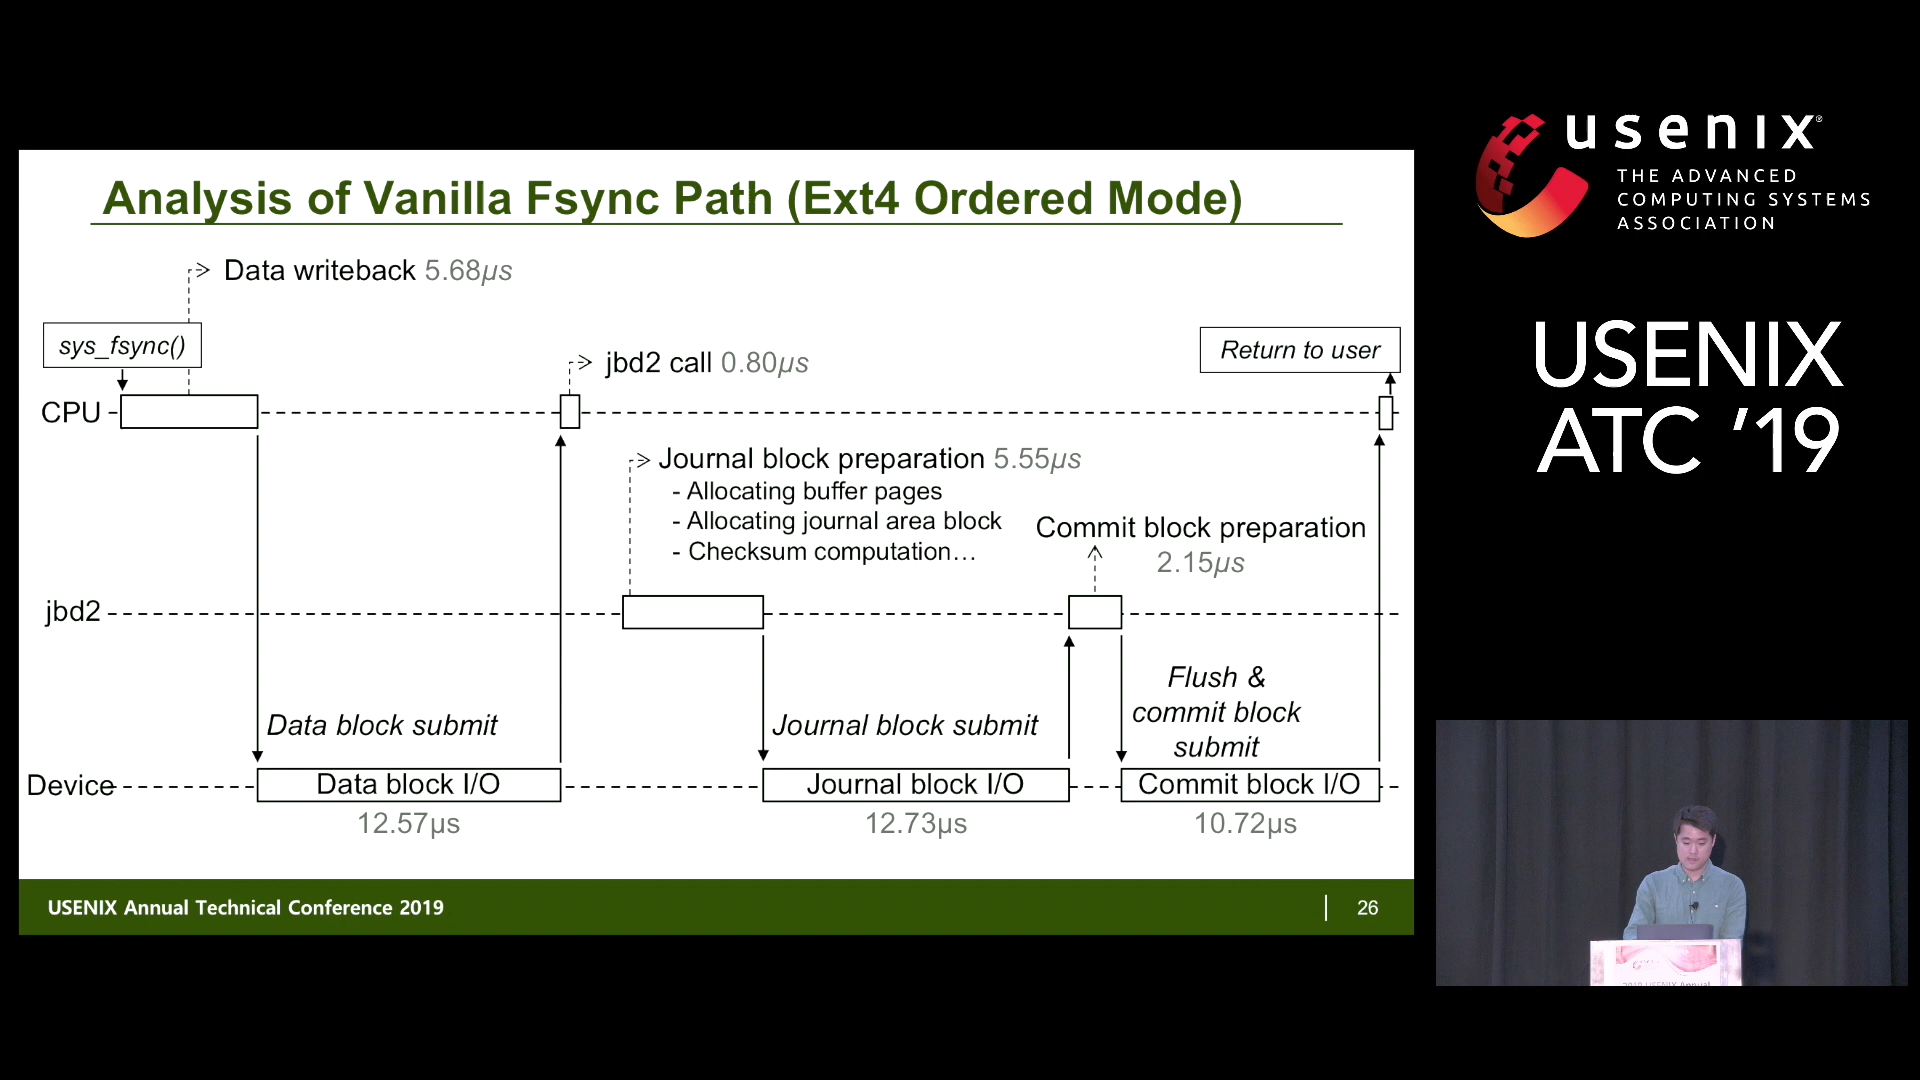 Analysis of Vanilla Fsync Path (Ext4 Ordered Mode)
Data writeback 5.68μs
sys_fsync()
jbd2 call 0.80μs
Return to user
CPU
Journal block preparation 5.55μs
- Allocating buffer pages
- Allocating journal area block
- Checksum computation…
Commit block preparation
2.15μs
jbd2
Data block submit
Journal block submit
Flush &
commit block
submit
Device
Data block I/O
Journal block I/O
Commit block I/O
12.57μs
12.73μs
10.72μs
USENIX Annual Technical Conference 2019
26
usenix®
THE ADVANCED
COMPUTING SYSTEMS
ASSOCIATION
USENIX
ATC ’19